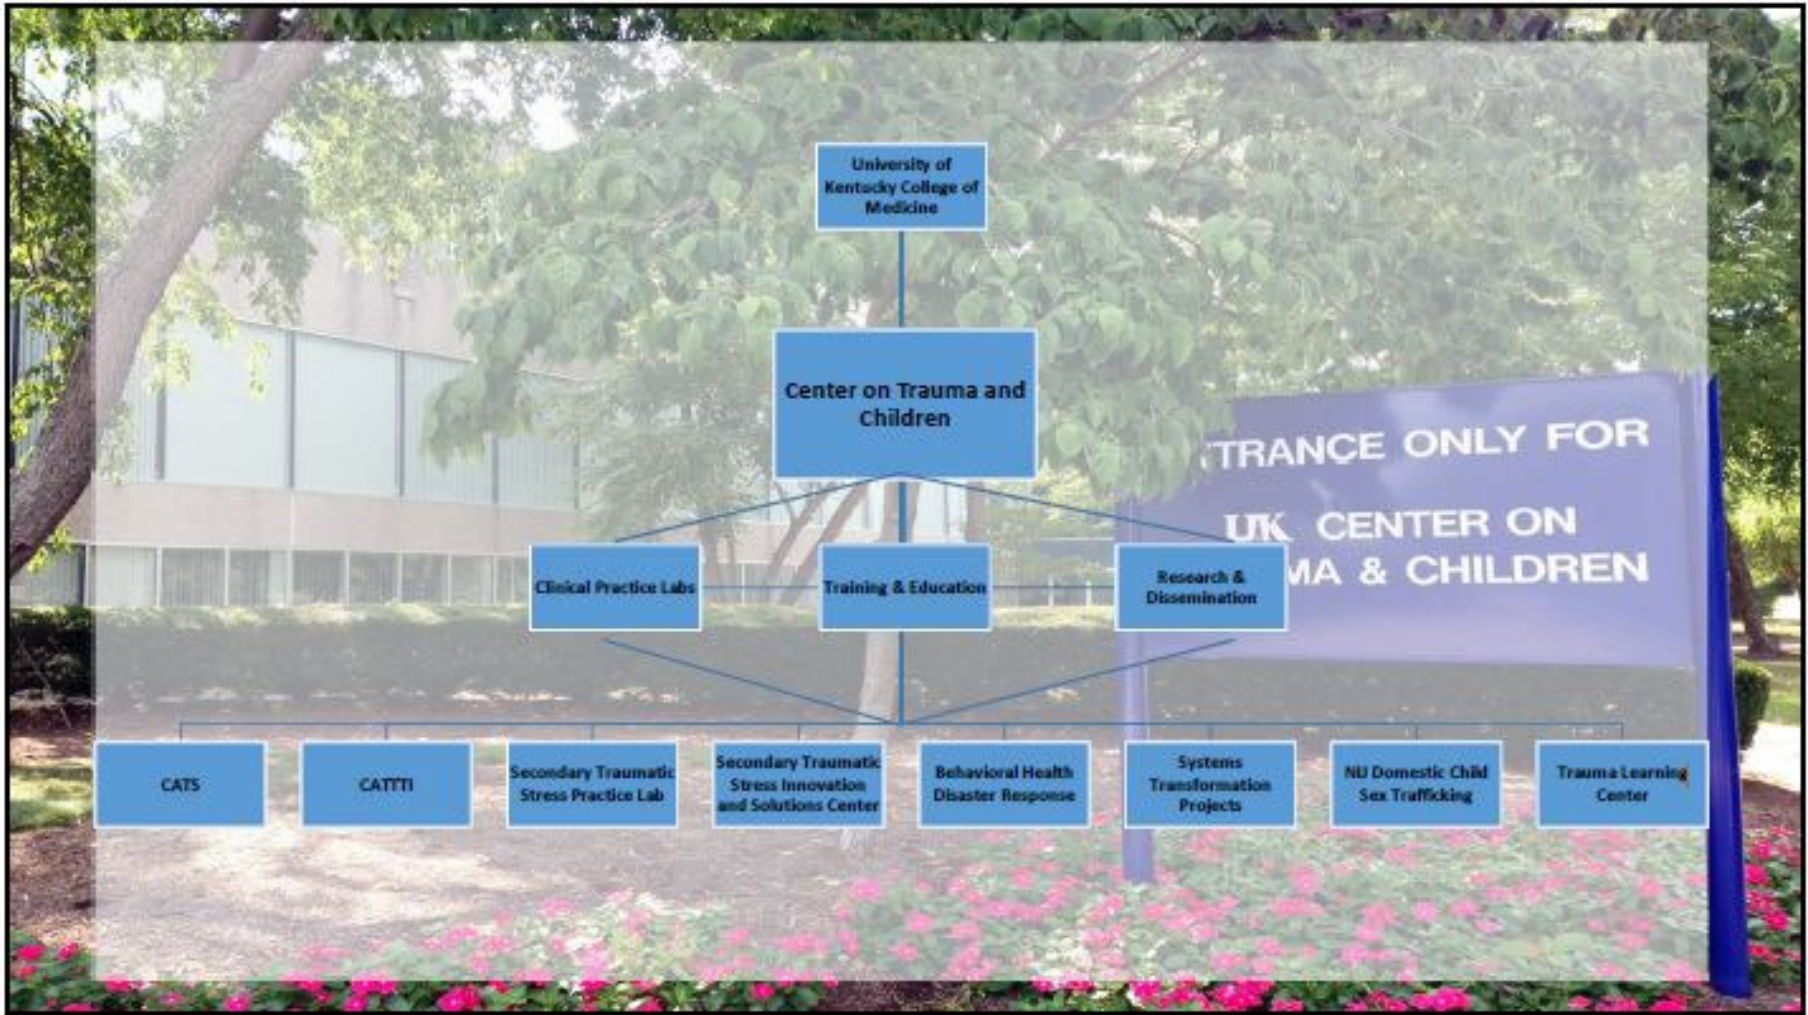 University of
Kentucky College of
Medicine
Center on Trauma and
Children
TRANCE ONLY FOR
UK CENTER ON
MA & CHILDREN
Clinical Practice Labs
Training & Education
Research &
Dissemination
CATS
CATTTI
Secondary Traumatic
Stress Practice Lab
Secondary Traumatic
Stress Innovation
and Solutions Center
Behavioral Health
Disaster Response
Systems
Transformation
Projects
NIJ Domestic Child
Sex Trafficking
Trauma Learning
Center